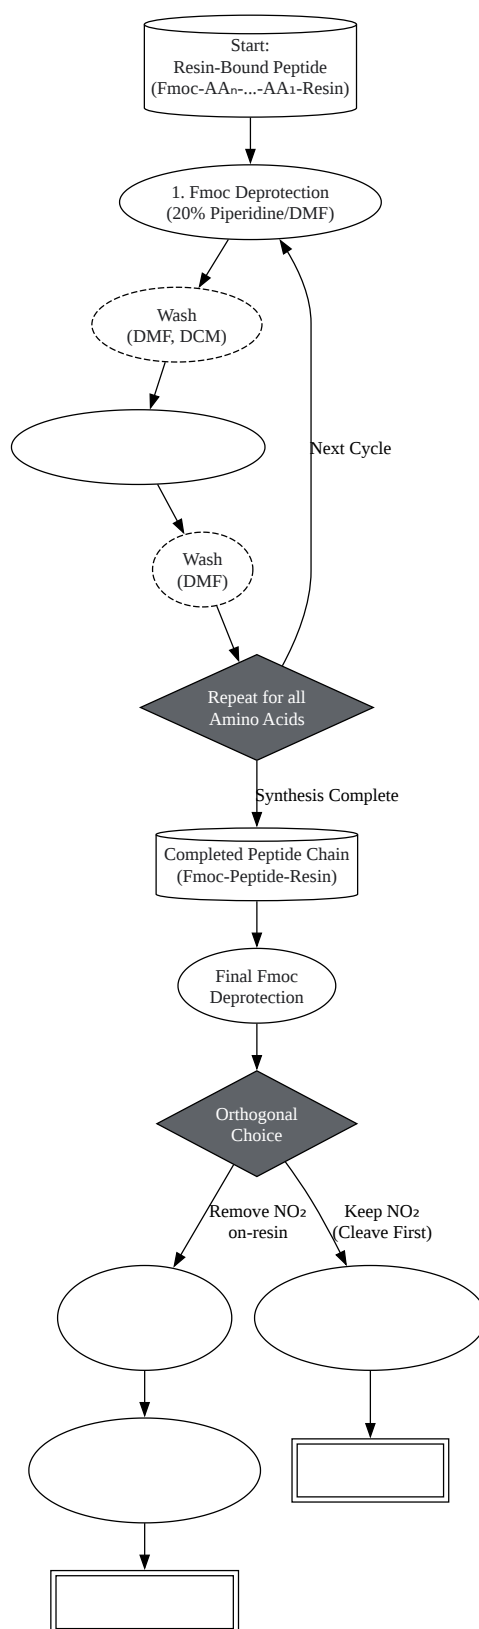 Start:
Resin-Bound Peptide
(Fmoc-AAₙ-...-AA₁-Resin)
1. Fmoc Deprotection
(20% Piperidine/DMF)
Wash
(DMF, DCM)
Next Cycle
Wash
(DMF)
Repeat for all
Amino Acids
Synthesis Complete
Completed Peptide Chain
(Fmoc-Peptide-Resin)
Final Fmoc
Deprotection
Orthogonal
Choice
Remove NO₂
on-resin
Keep NO₂
(Cleave First)